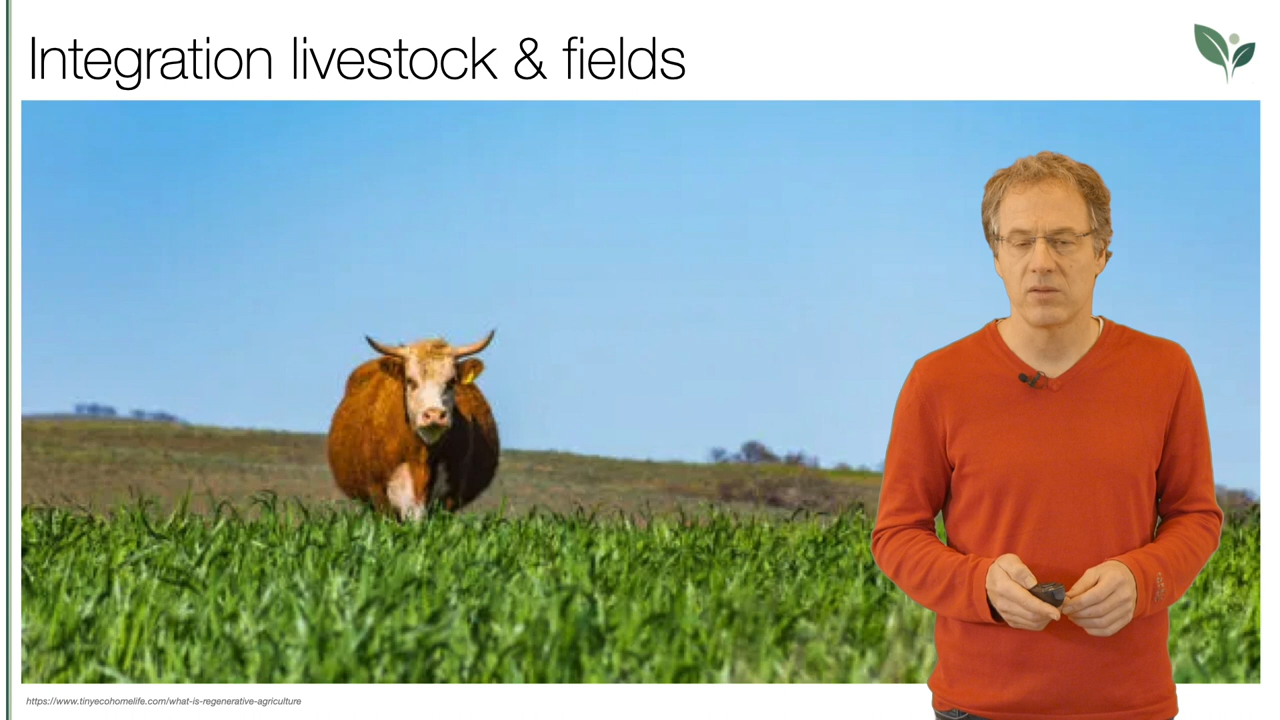 Integration livestock & fields
https://www.tinyecohomelife.com/what-is-regenerative-agriculture